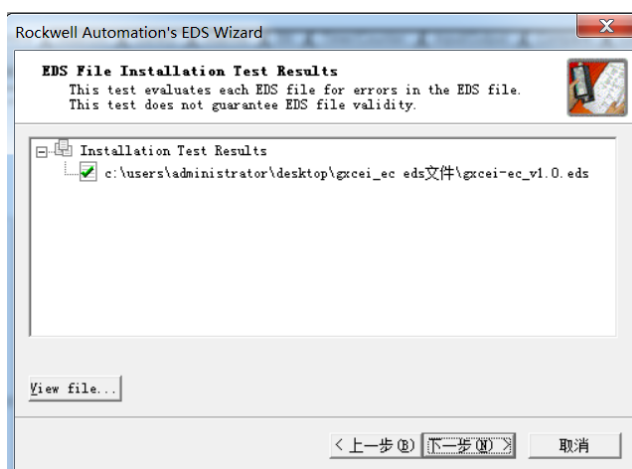 Rockwell Automation's EDS Wizard
X
EDS File Installation Test Results
This test evaluates each EDS file for errors in the EDS file.
This test does not guarantee EDS file validity.
Installation Test Results
c:\users\administrator\desktop\gxcei_ec eds文件\gxcei-ec_v1.0.eds
View file...
< 上一步(B)
下一步(N) >
取消